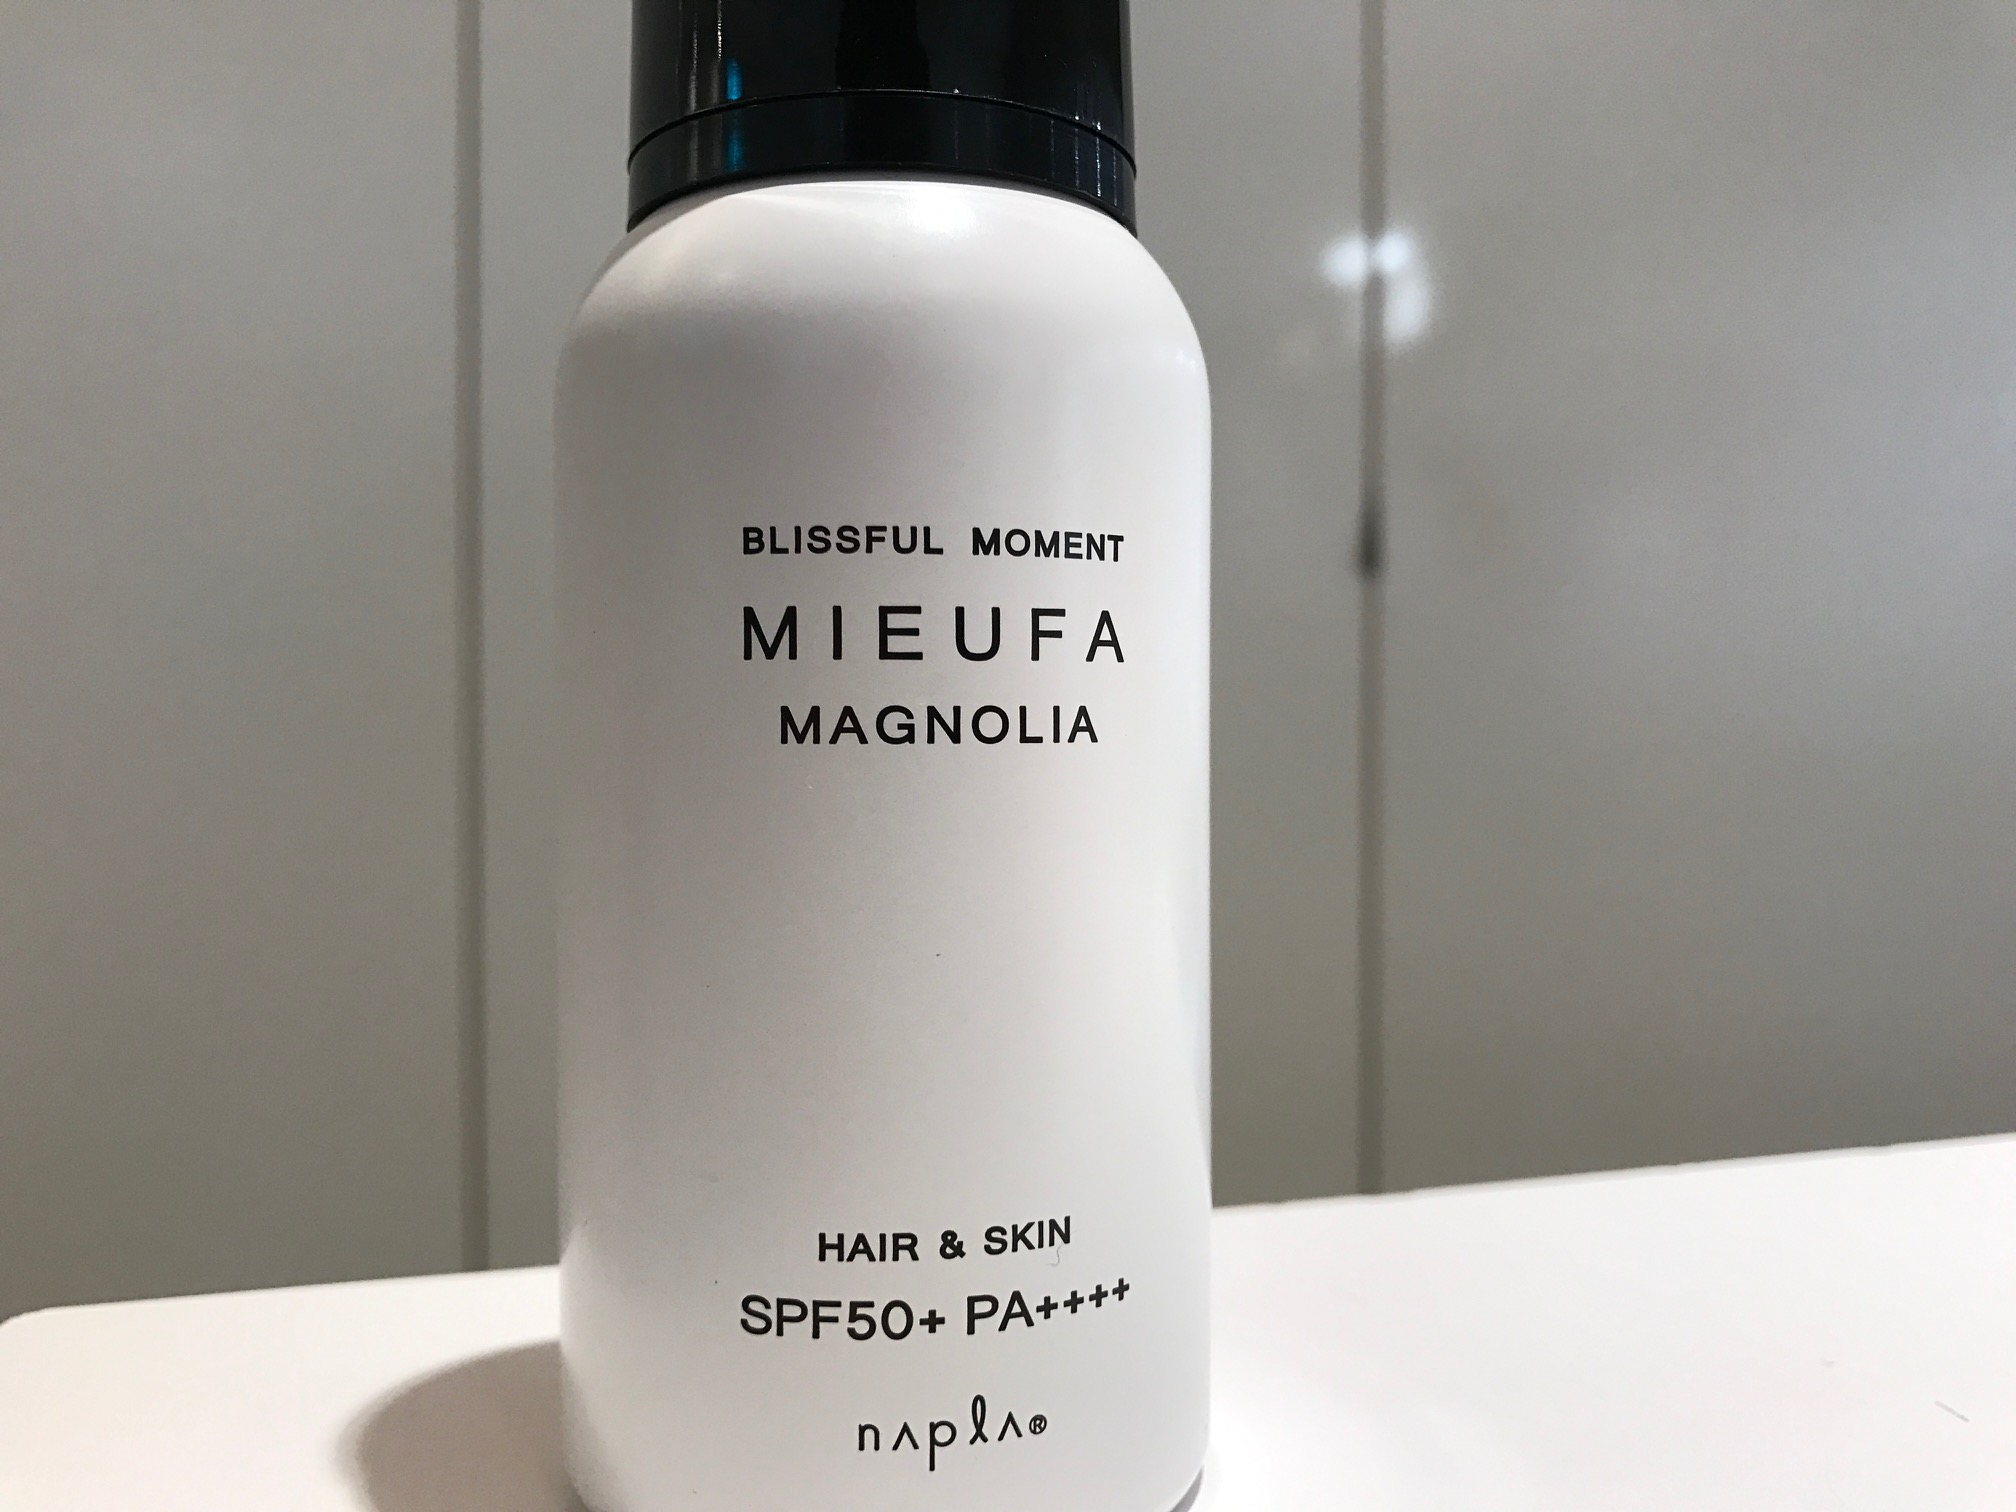 BLISSFUL MOMENT
MIEUFA
MAGNOLIA
HAIR & SKIN
SPF50+ PA++++
napla®